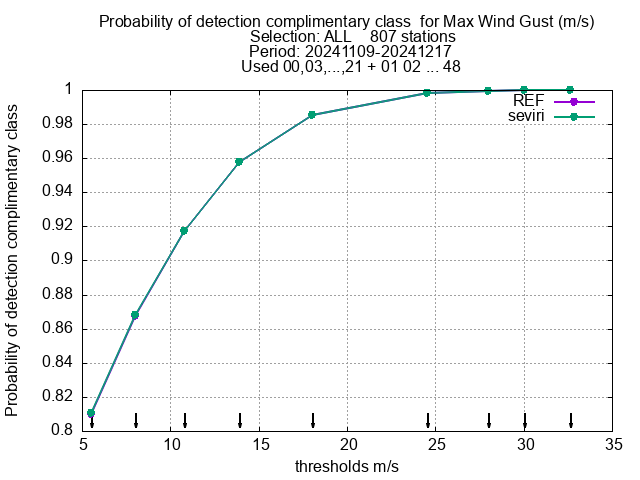 Probability of detection complimentary class  for Max Wind Gust (m/s)
Selection: ALL    807 stations
Period: 20241109-20241217
Used 00,03,...,21 + 01 02 ... 48
Probability of detection complimentary class
1
0.98
0.96
0.94
0.92
0.9
0.88
0.86
0.84
0.82
0.8
REF
seviri
5 10 15 20 25 30 35
thresholds m/s